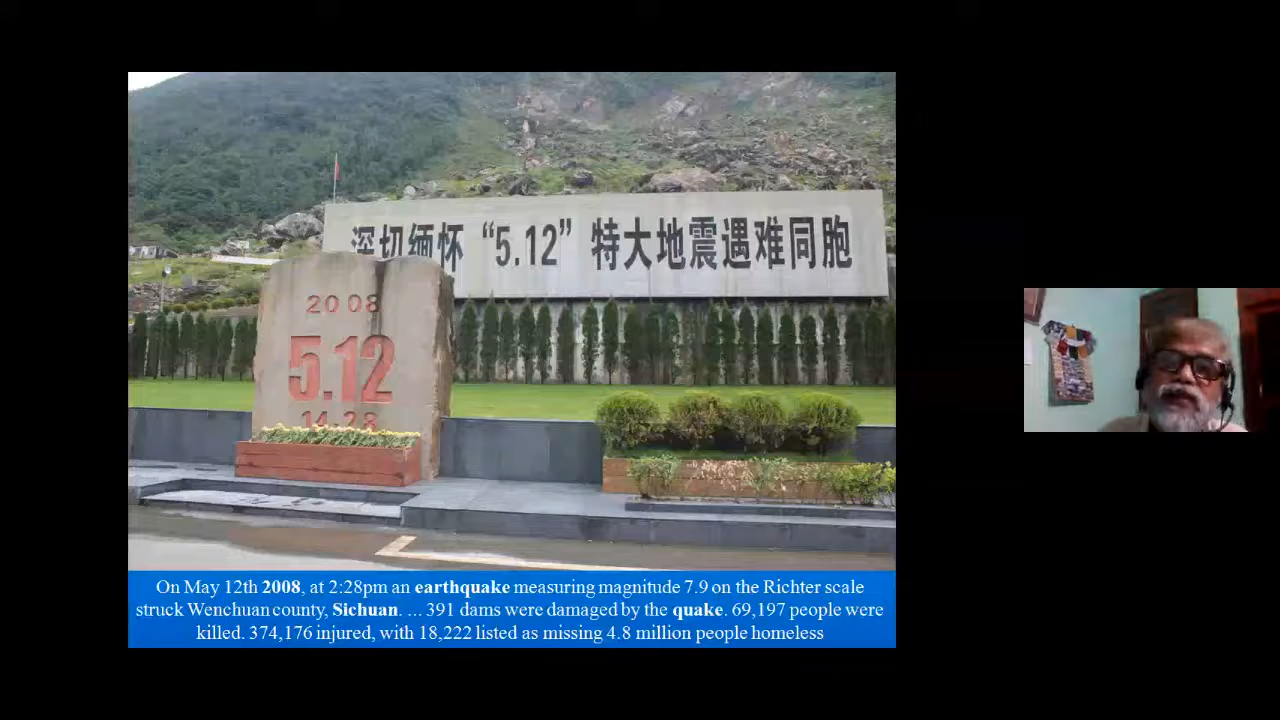 深切缅怀“5.12”特大地震遇难同胞
2008
5.12
14:28
On May 12th 2008, at 2:28pm an earthquake measuring magnitude 7.9 on the Richter scale
struck Wenchuan county, Sichuan. ... 391 dams were damaged by the quake. 69,197 people were
killed. 374,176 injured, with 18,222 listed as missing 4.8 million people homeless